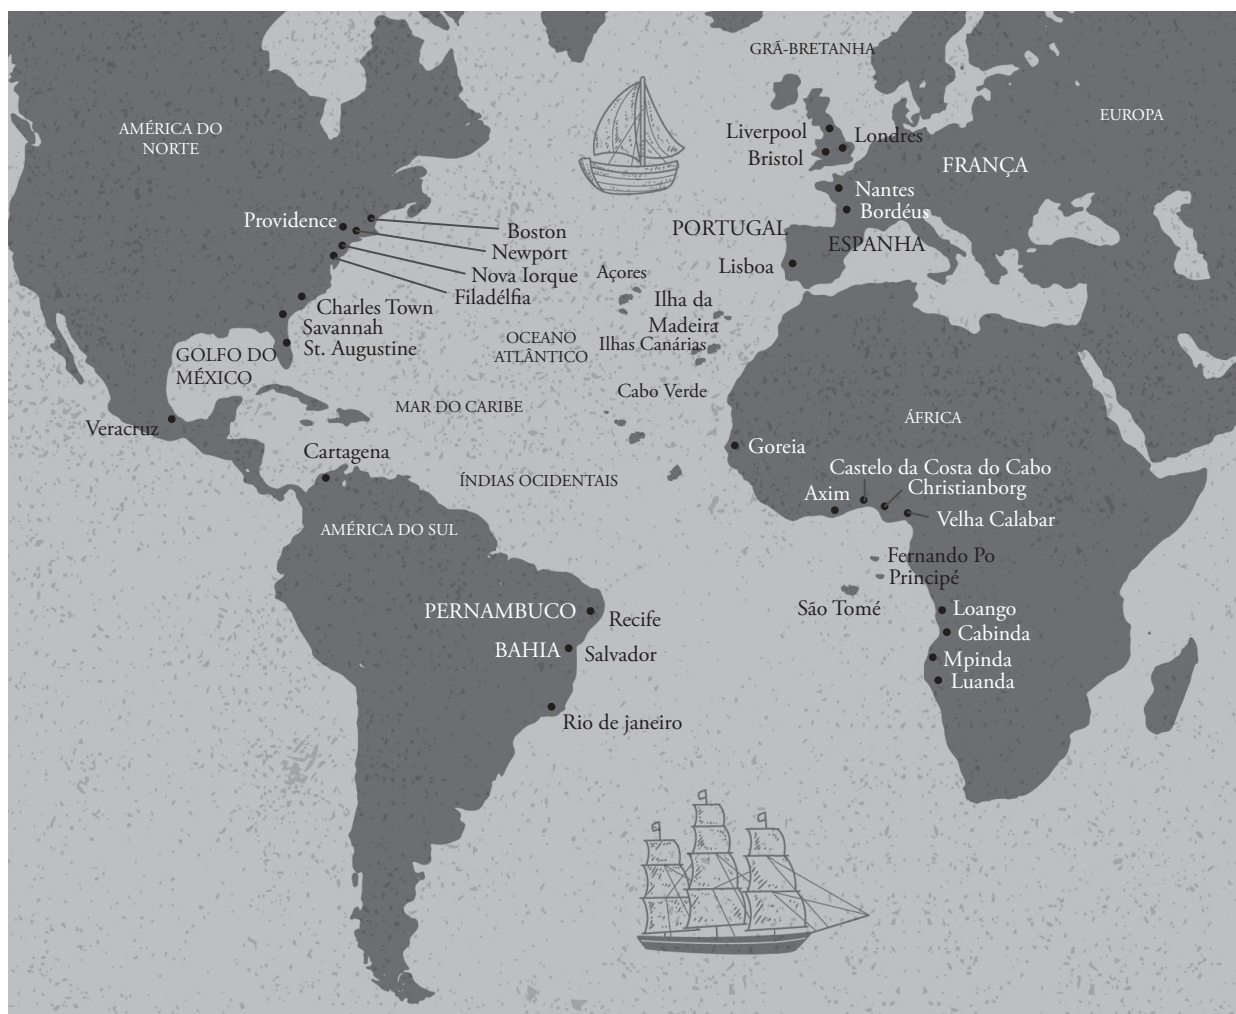 GRÃ-BRETANHA
EUROPA
AMÉRICA DO
NORTE
Liverpool
Londres
Bristol
FRANÇA
Nantes
Bordéus
Providence
Boston
Newport
Nova Iorque
Filadélfia
PORTUGAL
ESPANHA
Lisboa
Açores
Ilha da
Madeira
Charles Town
Savannah
St. Augustine
OCEANO
ATLÂNTICO
Ilhas Canárias
GOLFO DO
MÉXICO
Cabo Verde
MAR DO CARIBE
ÁFRICA
Veracruz
Cartagena
Goreia
ÍNDIAS OCIDENTAIS
Castelo da Costa do Cabo
Christianborg
Axim
Velha Calabar
AMÉRICA DO SUL
Fernando Po
Principé
São Tomé
Loango
PERNAMBUCO
Recife
Cabinda
BAHIA
Salvador
Mpinda
Luanda
Rio de janeiro